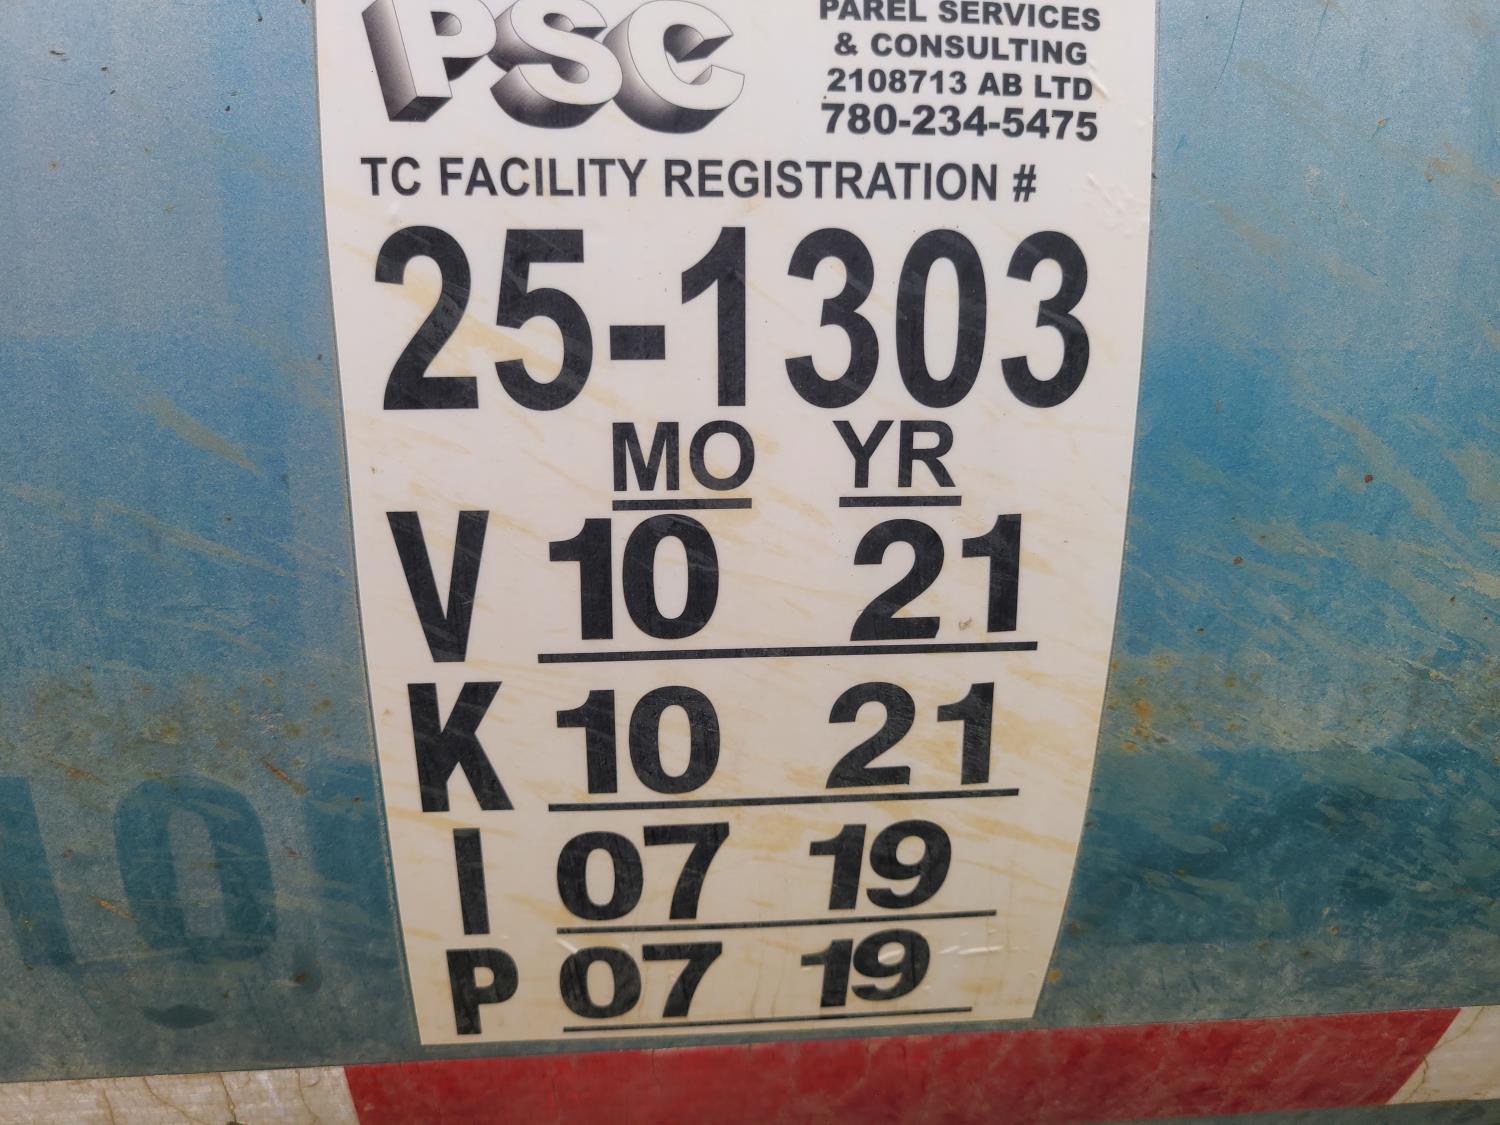 PSC
PAREL SERVICES
& CONSULTING
2108713 AB LTD
780-234-5475
TC FACILITY REGISTRATION #
25-1303
MO YR
V 10 21
K 10 21
I 07 19
P 07 19